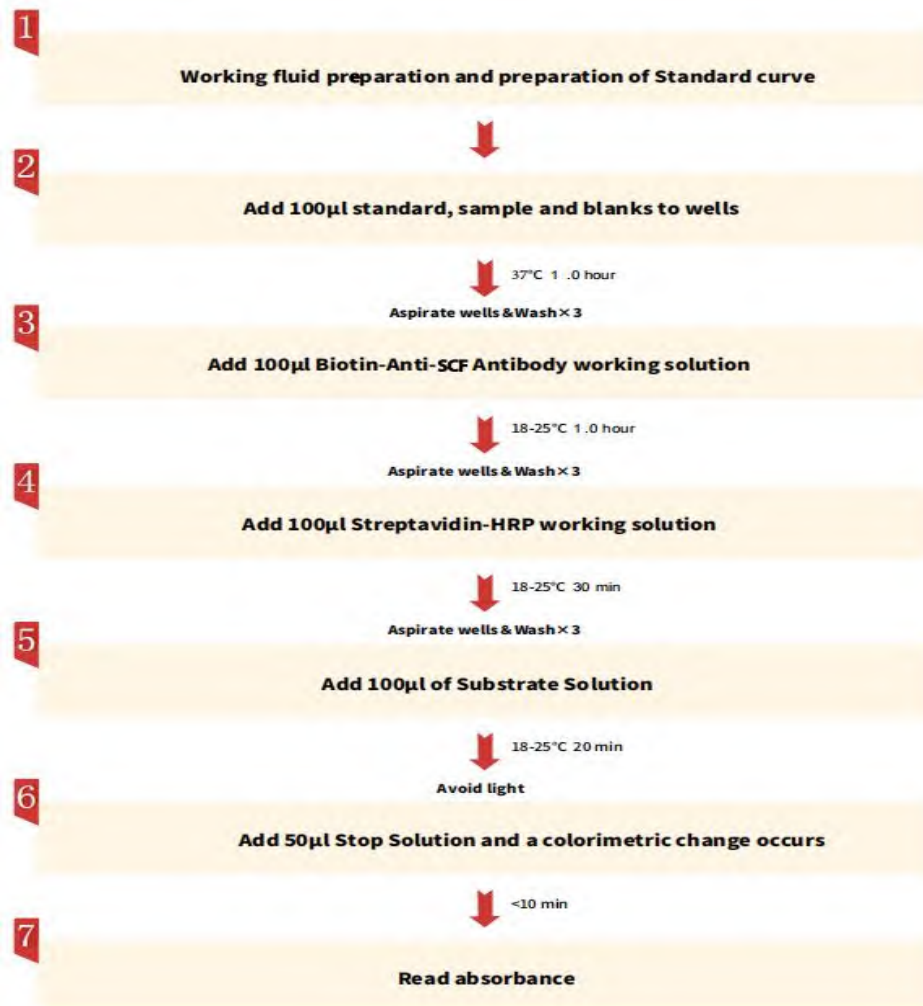 1
Working fluid preparation and preparation of Standard curve
2
Add 100μl standard, sample and blanks to wells
37°C 1 .0 hour
Aspirate wells &Wash×3
3
Add 100μl Biotin-Anti-SCF Antibody working solution
18-25°C 1.0 hour
Aspirate wells & Wash×3
4
Add 100μl Streptavidin-HRP working solution
18-25°C 30 min
Aspirate wells & Wash×3
5
Add 100μl of Substrate Solution
18-25°C 20 min
Avoid light
6
Add 50μl Stop Solution and a colorimetric change occurs
<10 min
7
Read absorbance